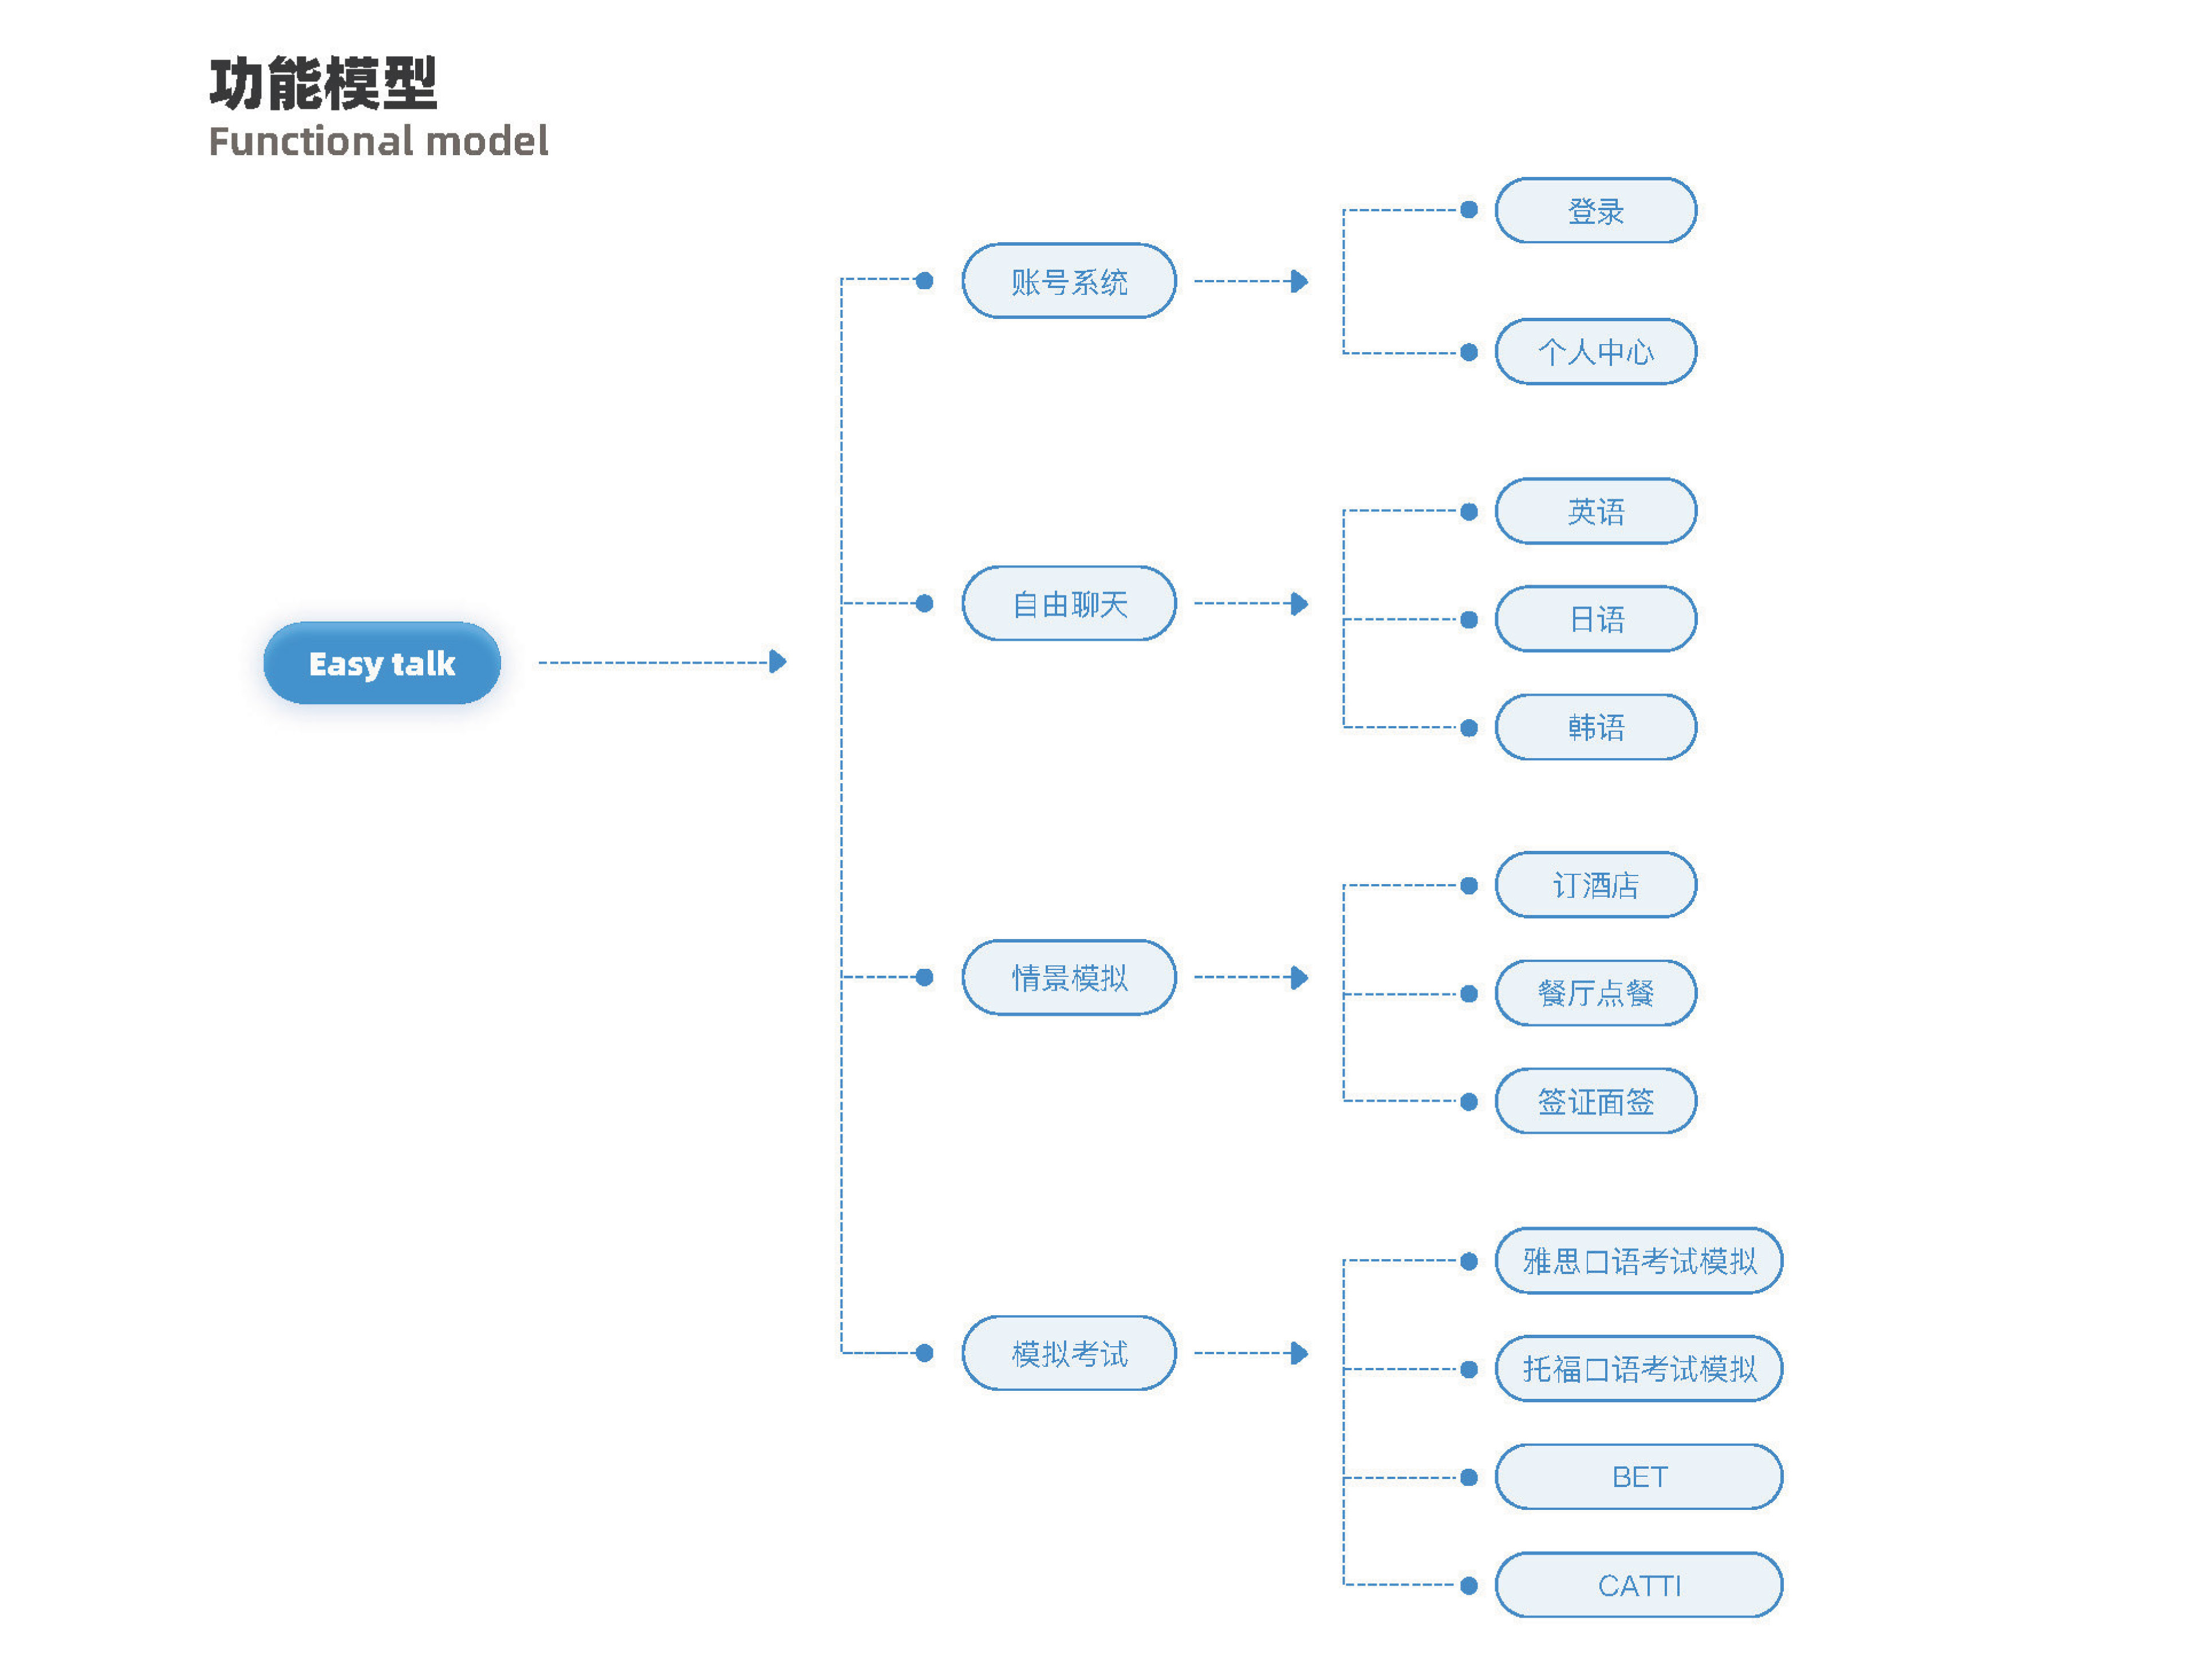 功能模型
Functional model
Easy talk
账号系统
登录
个人中心
自由聊天
英语
日语
韩语
情景模拟
订酒店
餐厅点餐
签证面签
模拟考试
雅思口语考试模拟
托福口语考试模拟
BET
CATTI